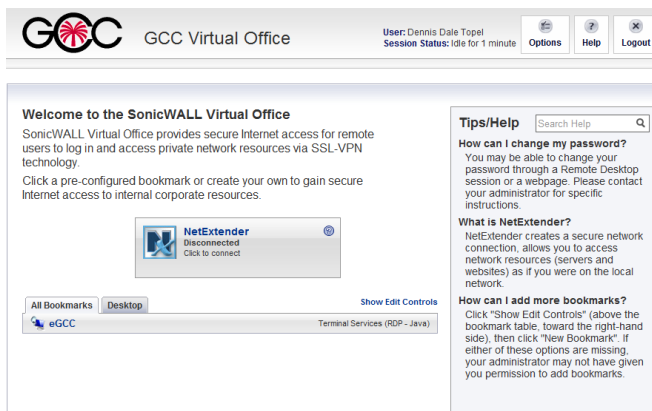 GCC
GCC Virtual Office
User: Dennis Dale Topel
Session Status: Idle for 1 minute
Options
Help
Logout
Welcome to the SonicWALL Virtual Office
SonicWALL Virtual Office provides secure Internet access for remote
users to log in and access private network resources via SSL-VPN
technology.
Click a pre-configured bookmark or create your own to gain secure
Internet access to internal corporate resources.
NetExtender
Disconnected
Click to connect
All Bookmarks
Desktop
Show Edit Controls
eGCC
Terminal Services (RDP - Java)
Tips/Help
Search Help
How can I change my password?
You may be able to change your
password through a Remote Desktop
session or a webpage. Please contact
your administrator for specific
instructions.
What is NetExtender?
NetExtender creates a secure network
connection, allows you to access
network resources (servers and
websites) as if you were on the local
network.
How can I add more bookmarks?
Click "Show Edit Controls" (above the
bookmark table, toward the right-hand
side), then click "New Bookmark". If
either of these options are missing,
your administrator may not have given
you permission to add bookmarks.